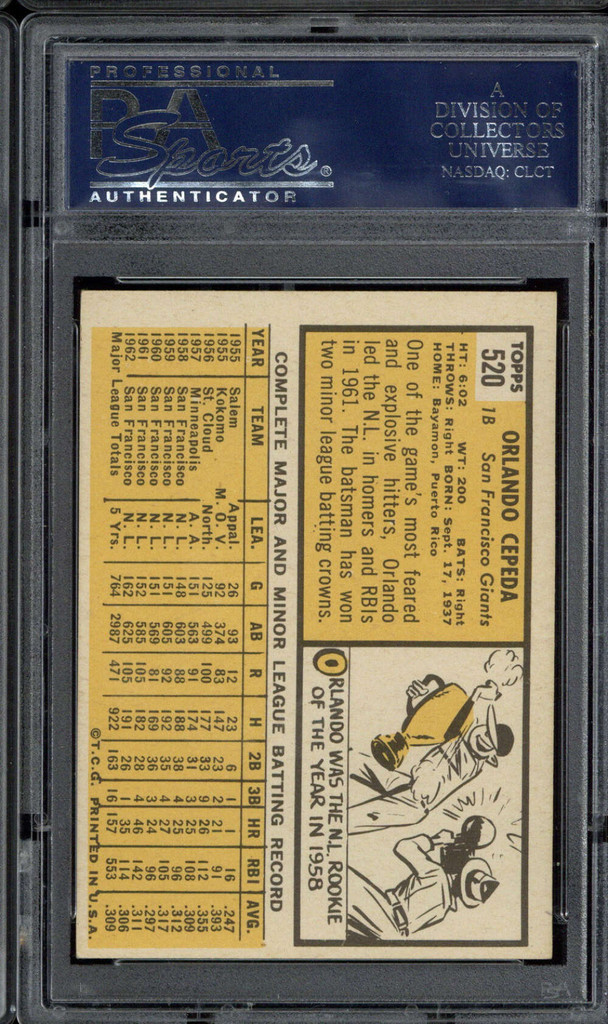 PROFESSIONAL
PSA
Sports®
AUTHENTICATOR
A
DIVISION OF
COLLECTORS
UNIVERSE
NASDAQ: CLCT
TOPPS
520
ORLANDO CEPEDA
1B San Francisco Giants
HT: 6:02 WT: 200 BATS: Right
THROWS: Right BORN: Sept. 17, 1937
HOME: Bayamon, Puerto Rico
One of the game's most feared
and explosive hitters, Orlando
led the N.L. in homers and RBIs
in 1961. The batsman has won
two minor league batting crowns.
ORLANDO WAS THE N.L. ROOKIE
OF THE YEAR IN 1958
COMPLETE MAJOR AND MINOR LEAGUE BATTING RECORD
YEAR TEAM LEA. G AB R H 2B 3B HR RBI AVG.
1955 Salem Appal. 26 93 12 23 6 1 1 16 .247
1955 Kokomo M. O. V. 92 374 83 147 23 2 21 91 .393
1956 St. Cloud North. 125 499 100 177 33 9 26 112 .355
1957 Minneapolis A. A. 151 563 91 174 31 3 25 108 .309
1958 San Francisco N. L. 148 603 88 188 38 4 25 96 .312
1959 San Francisco N. L. 151 605 92 192 35 4 27 105 .317
1960 San Francisco N. L. 151 569 81 169 36 3 24 96 .297
1961 San Francisco N. L. 152 585 105 182 28 4 46 142 .311
1962 San Francisco N. L. 162 625 105 191 26 1 35 114 .306
Major League Totals 5 Yrs. 764 2987 471 922 163 16 157 553 .309
©T.C.G. PRINTED IN U.S.A.
PSA